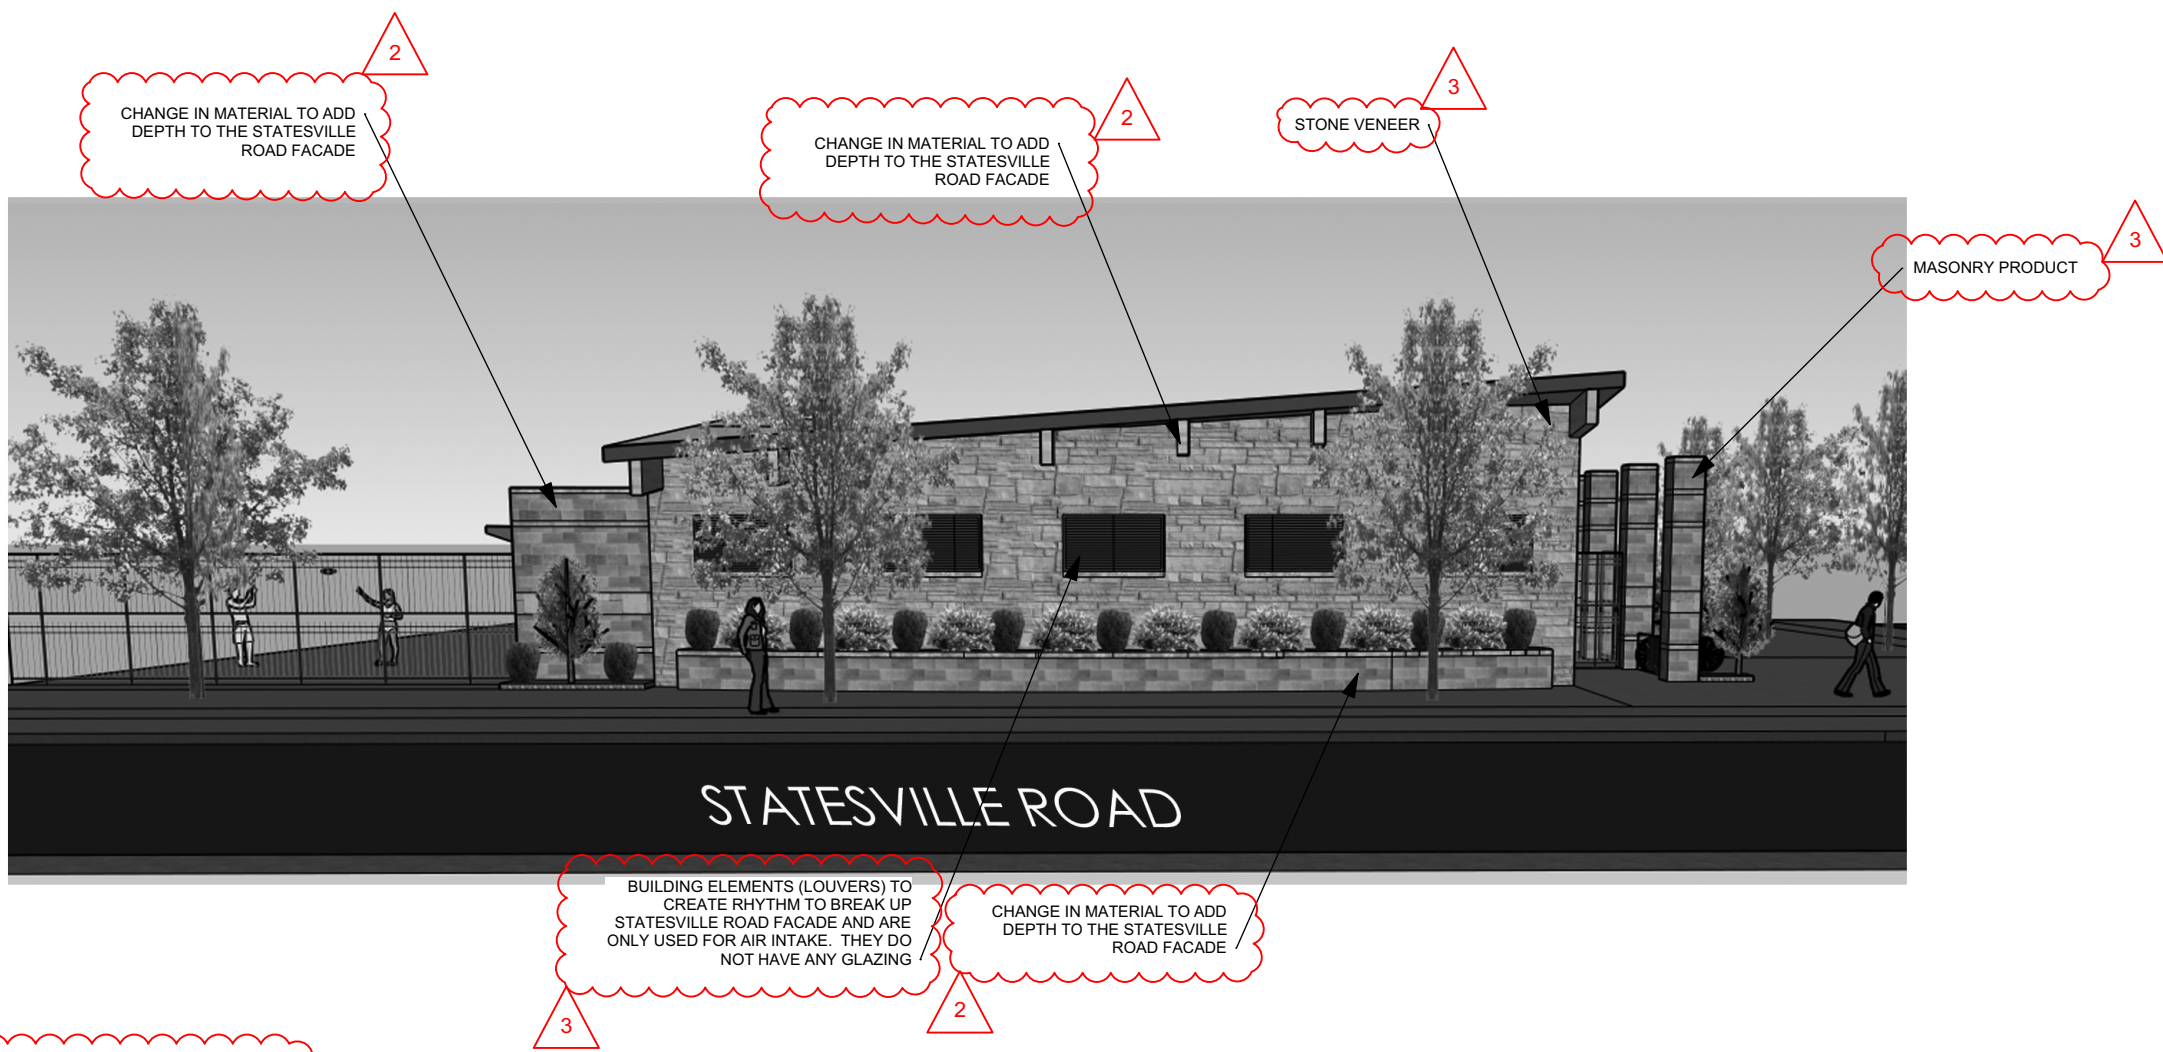 2
CHANGE IN MATERIAL TO ADD
DEPTH TO THE STATESVILLE
ROAD FACADE
2
CHANGE IN MATERIAL TO ADD
DEPTH TO THE STATESVILLE
ROAD FACADE
3
STONE VENEER
3
MASONRY PRODUCT
STATESVILLE ROAD
BUILDING ELEMENTS (LOUVERS) TO
CREATE RHYTHM TO BREAK UP
STATESVILLE ROAD FACADE AND ARE
ONLY USED FOR AIR INTAKE. THEY DO
NOT HAVE ANY GLAZING
3
CHANGE IN MATERIAL TO ADD
DEPTH TO THE STATESVILLE
ROAD FACADE
2